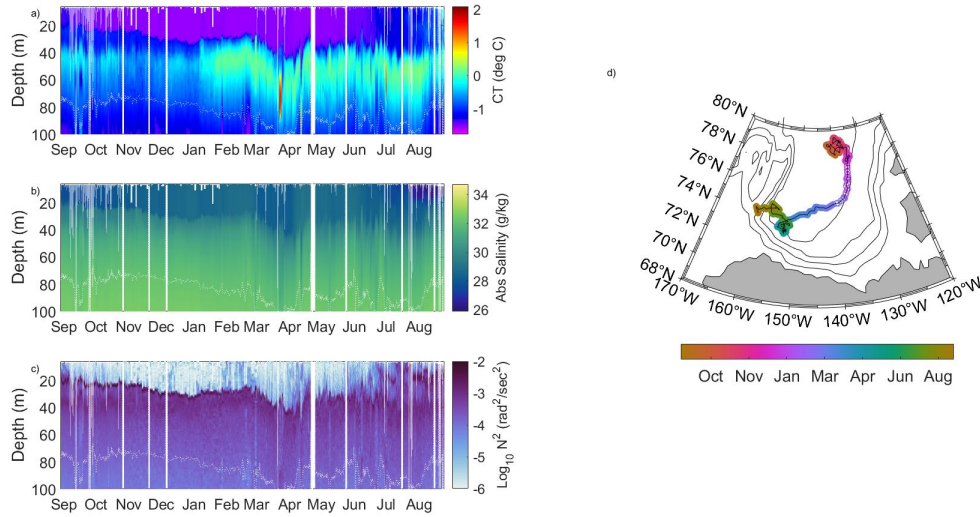 a)
20
40
60
80
100
Depth (m)
Sep Oct Nov Dec Jan Feb Mar Apr May Jun Jul Aug
2
1
0
-1
CT (deg C)
b)
20
40
60
80
100
Depth (m)
Sep Oct Nov Dec Jan Feb Mar Apr May Jun Jul Aug
34
32
30
28
26
Abs Salinity (g/kg)
c)
20
40
60
80
100
Depth (m)
Sep Oct Nov Dec Jan Feb Mar Apr May Jun Jul Aug
-2
-3
-4
-5
-6
Log₁₀ N² (rad²/sec²)
d)
80°N
78°N
76°N
74°N
72°N
70°N
68°N
170°W
160°W
150°W
140°W
130°W
120°W
Oct Nov Jan Mar Apr Jun Aug